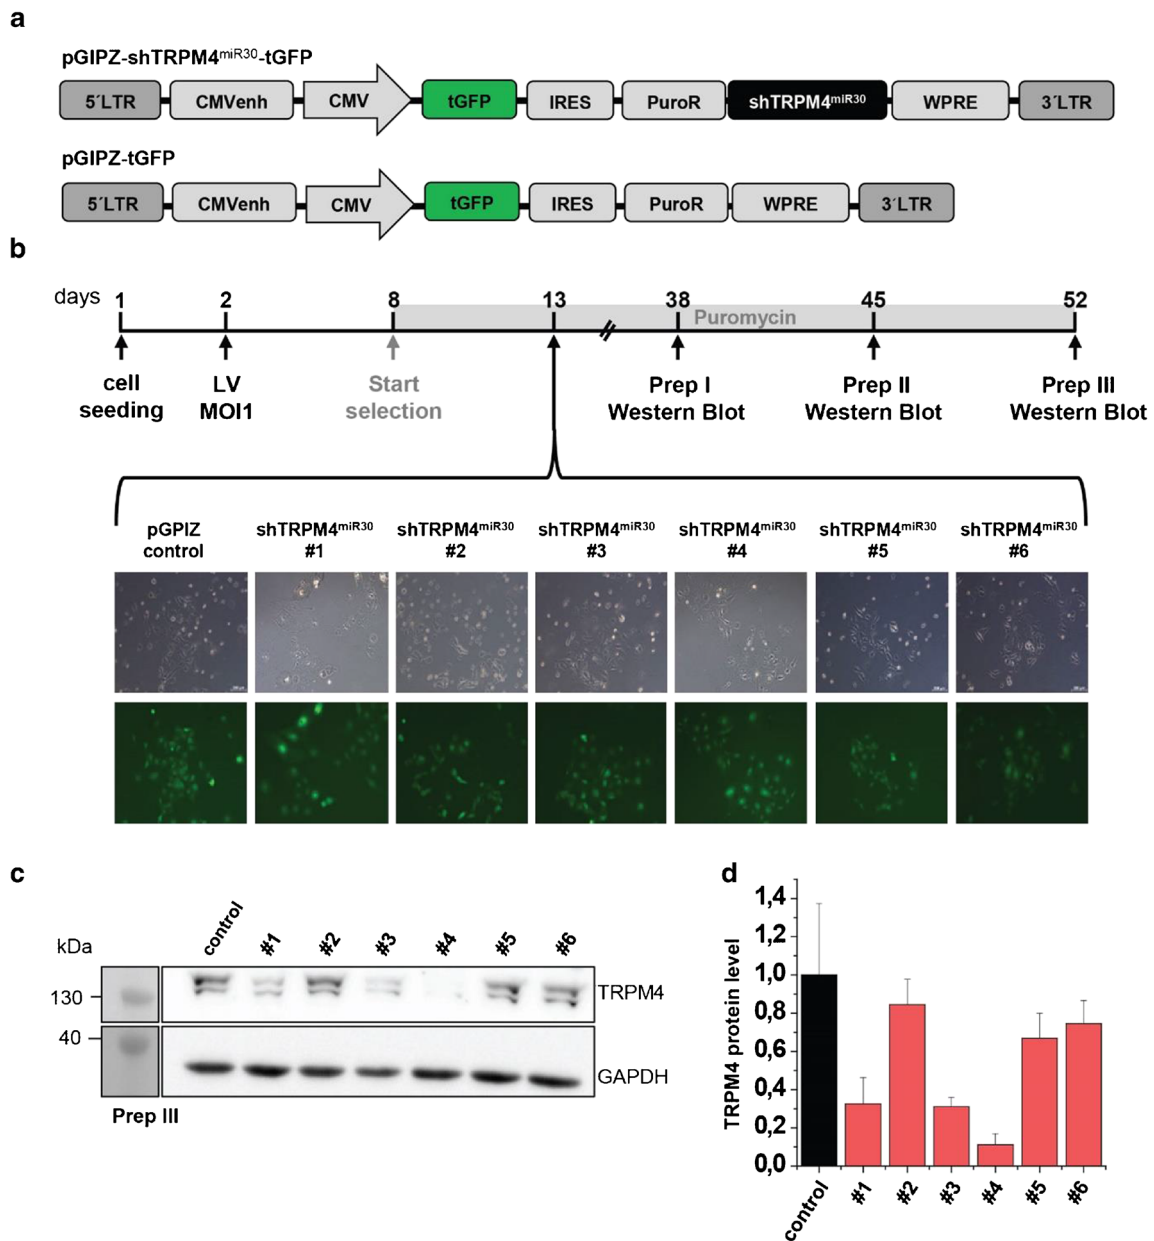 a
pGIPZ-shTRPM4miR30-tGFP
5´LTR CMVenh CMV tGFP IRES PuroR shTRPM4miR30 WPRE 3´LTR
pGIPZ-tGFP
5´LTR CMVenh CMV tGFP IRES PuroR WPRE 3´LTR
b
days 1 2 8 13 38 45 52
Puromycin
cell seeding
LV MOI1
Start selection
Prep I Western Blot
Prep II Western Blot
Prep III Western Blot
pGPIZ control
shTRPM4miR30 #1
shTRPM4miR30 #2
shTRPM4miR30 #3
shTRPM4miR30 #4
shTRPM4miR30 #5
shTRPM4miR30 #6
c
kDa
control #1 #2 #3 #4 #5 #6
130
TRPM4
40
GAPDH
Prep III
d
TRPM4 protein level
1,4
1,2
1,0
0,8
0,6
0,4
0,2
0,0
control #1 #2 #3 #4 #5 #6